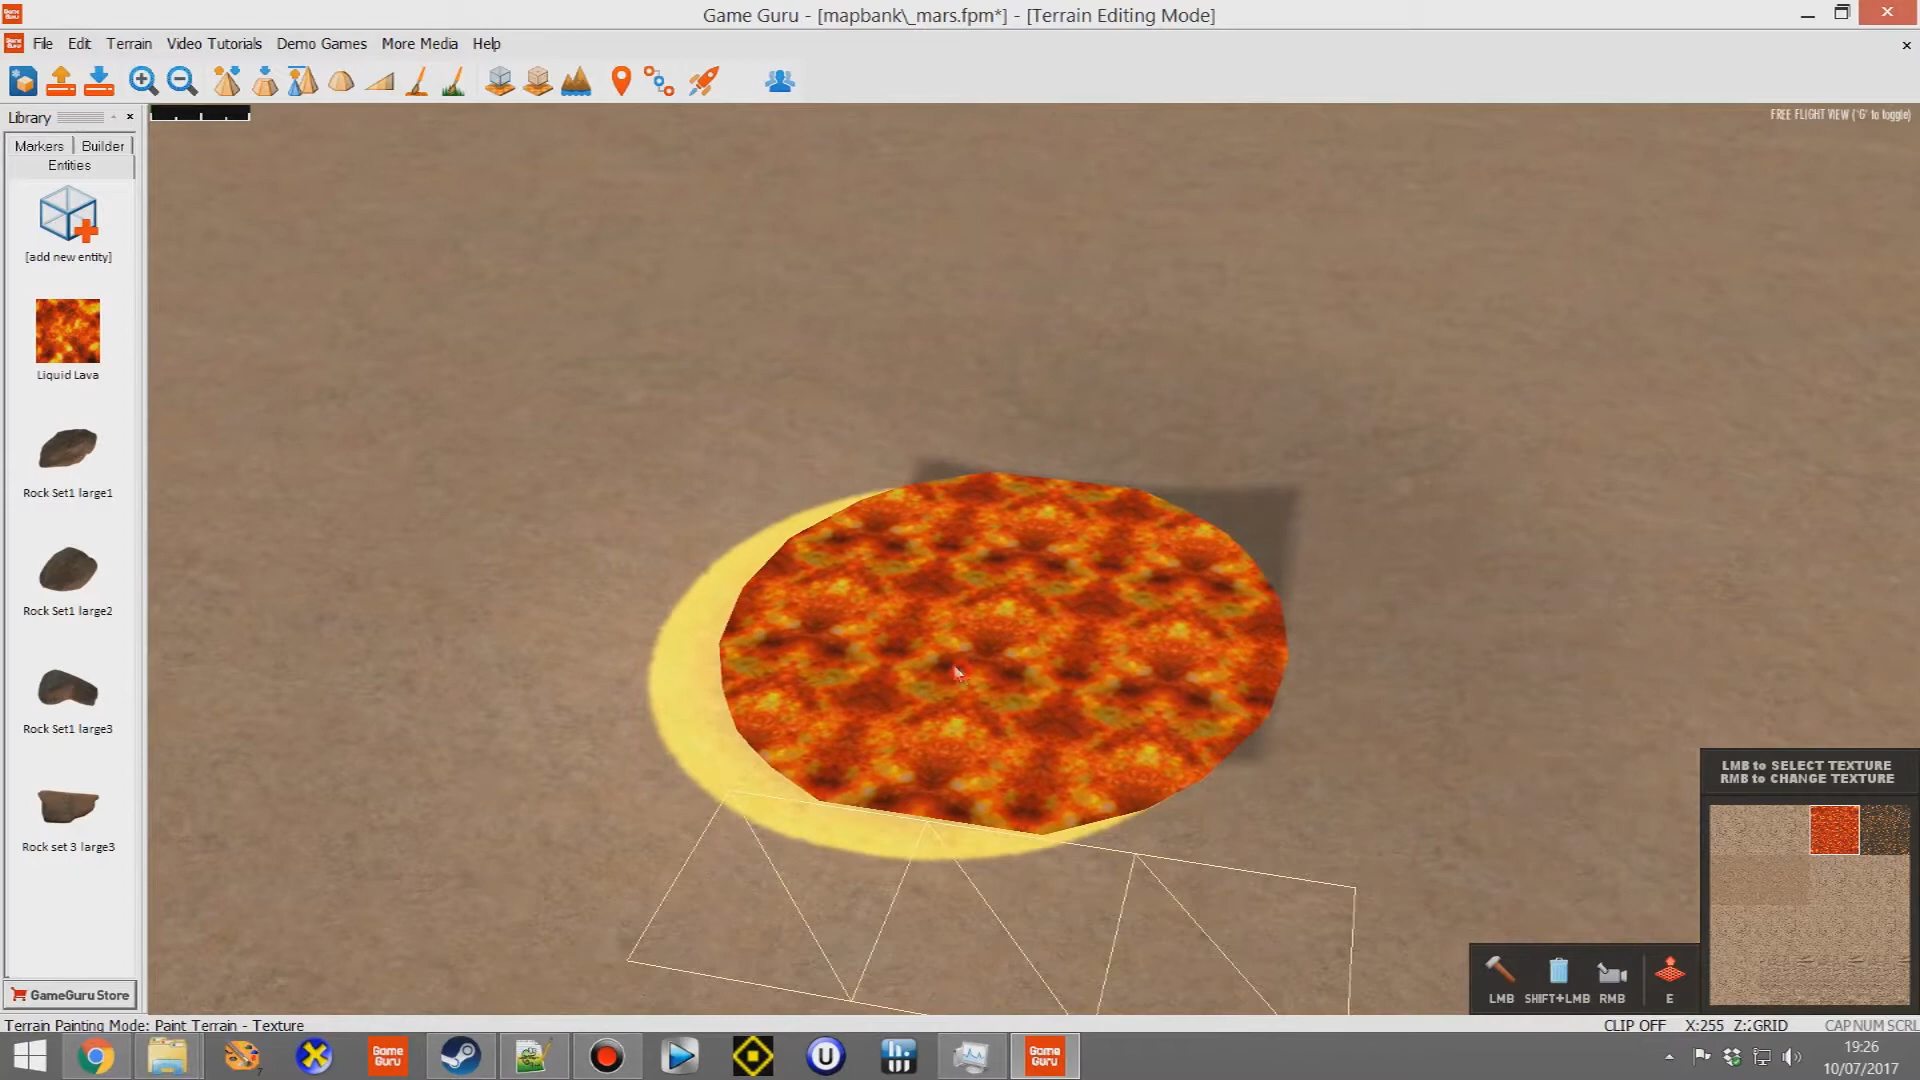 Game Guru - [mapbank\_mars.fpm*] - [Terrain Editing Mode]
File Edit Terrain Video Tutorials Demo Games More Media Help
Library
FREE FLIGHT VIEW ('G' to toggle)
Markers Builder
Entities
[add new entity]
Liquid Lava
Rock Set1 large1
Rock Set1 large2
Rock Set1 large3
Rock set 3 large3
LMB to SELECT TEXTURE
RMB to CHANGE TEXTURE
LMB SHIFT+LMB RMB E
GameGuru Store
Terrain Painting Mode: Paint Terrain - Texture
CLIP OFF X:255 Z:GRID CAP NUM SCRL
Game
Guru
Game
Guru
19:26
10/07/2017